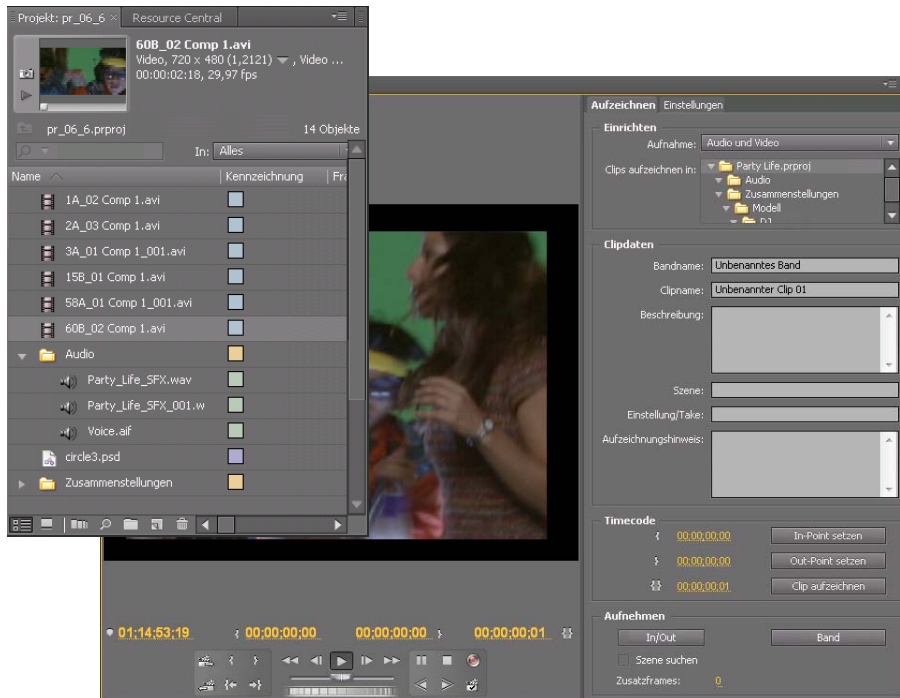 Projekt: pr_06_6 × Resource Central
60B_02 Comp 1.avi
Video, 720 x 480 (1,2121) , Video ...
00:00:02:18, 29,97 fps
pr_06_6.prproj 14 Objekte
In: Alles
Name Kennzeichnung Fra
1A_02 Comp 1.avi
2A_03 Comp 1.avi
3A_01 Comp 1_001.avi
15B_01 Comp 1.avi
58A_01 Comp 1_001.avi
60B_02 Comp 1.avi
Audio
Party_Life_SFX.wav
Party_Life_SFX_001.w
Voice.aif
circle3.psd
Zusammenstellungen
01;14;53;19 00;00;00;00 00;00;00;00 00;00;00;01
Aufzeichnen Einstellungen
Einrichten
Aufnahme: Audio und Video
Clips aufzeichnen in: Party Life.prproj
Audio
Zusammenstellungen
Modell
DJ
Clipdaten
Bandname: Unbenanntes Band
Clipname: Unbenannter Clip 01
Beschreibung:
Szene:
Einstellung/Take:
Aufzeichnungshinweis:
Timecode
00;00;00;00 In-Point setzen
00;00;00;00 Out-Point setzen
00;00;00;01 Clip aufzeichnen
Aufnehmen
In/Out Band
Szene suchen
Zusatzframes: 0